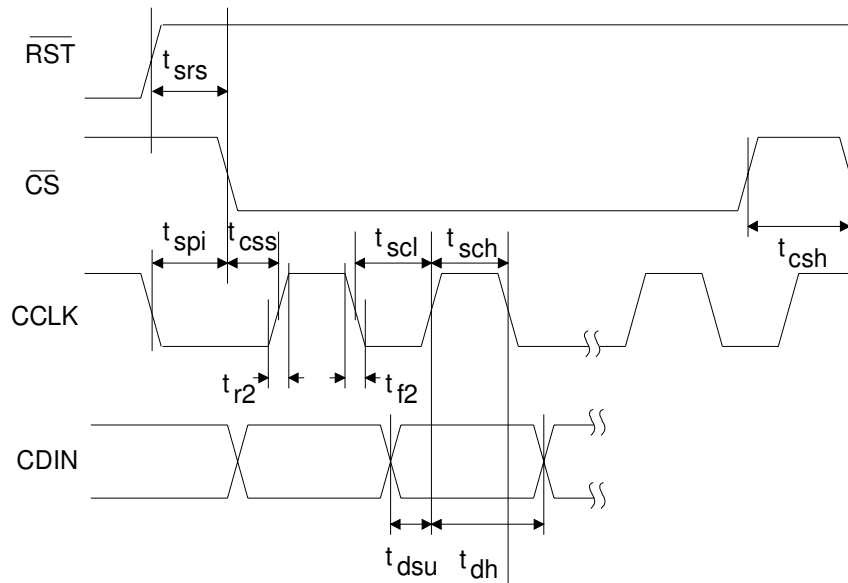 RST
t srs
CS
t spi
t css
t scl
t sch
t csh
CCLK
t r2
t f2
CDIN
t dsu
t dh